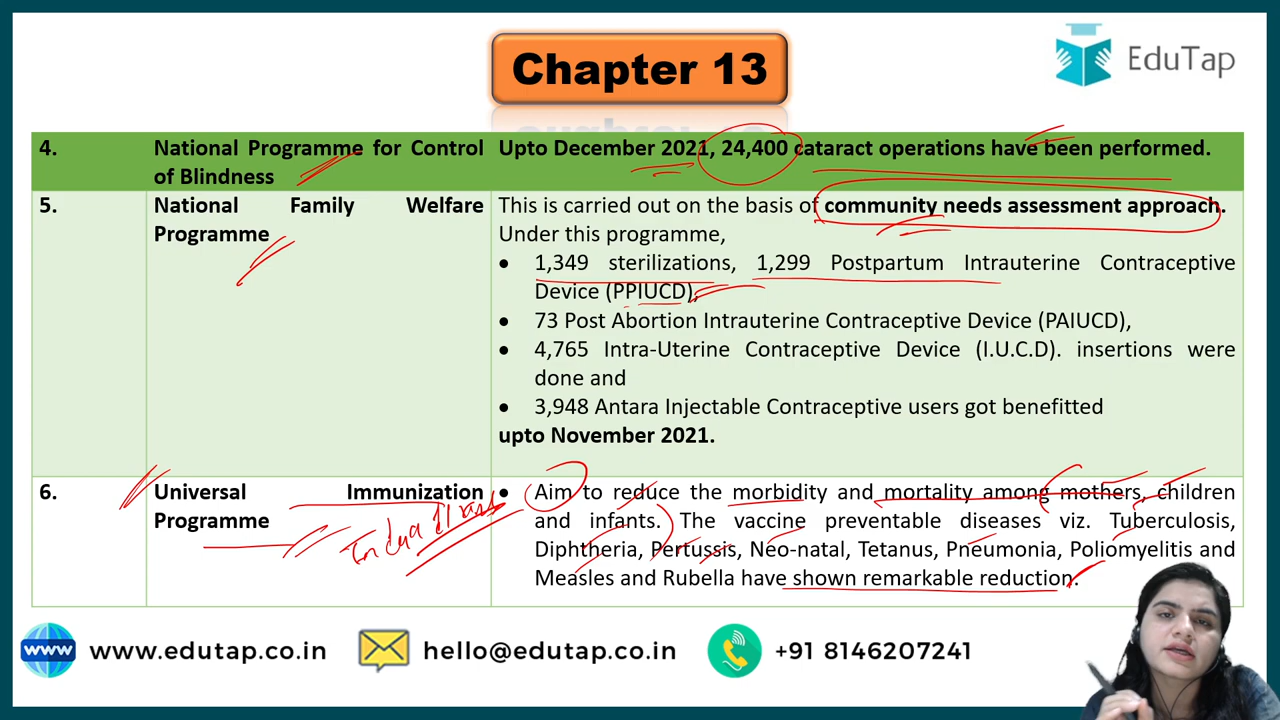 Chapter 13
EduTap
4. National Programme for Control Upto December 2021, 24,400 cataract operations have been performed.
of Blindness
5. National Family Welfare This is carried out on the basis of community needs assessment approach.
Programme Under this programme,
• 1,349 sterilizations, 1,299 Postpartum Intrauterine Contraceptive
Device (PPIUCD),
• 73 Post Abortion Intrauterine Contraceptive Device (PAIUCD),
• 4,765 Intra-Uterine Contraceptive Device (I.U.C.D). insertions were
done and
• 3,948 Antara Injectable Contraceptive users got benefitted
upto November 2021.
6. Universal Immunization • Aim to reduce the morbidity and mortality among mothers, children
Programme and infants. The vaccine preventable diseases viz. Tuberculosis,
Diphtheria, Pertussis, Neo-natal, Tetanus, Pneumonia, Poliomyelitis and
Measles and Rubella have shown remarkable reduction.
www www.edutap.co.in hello@edutap.co.in +91 8146207241